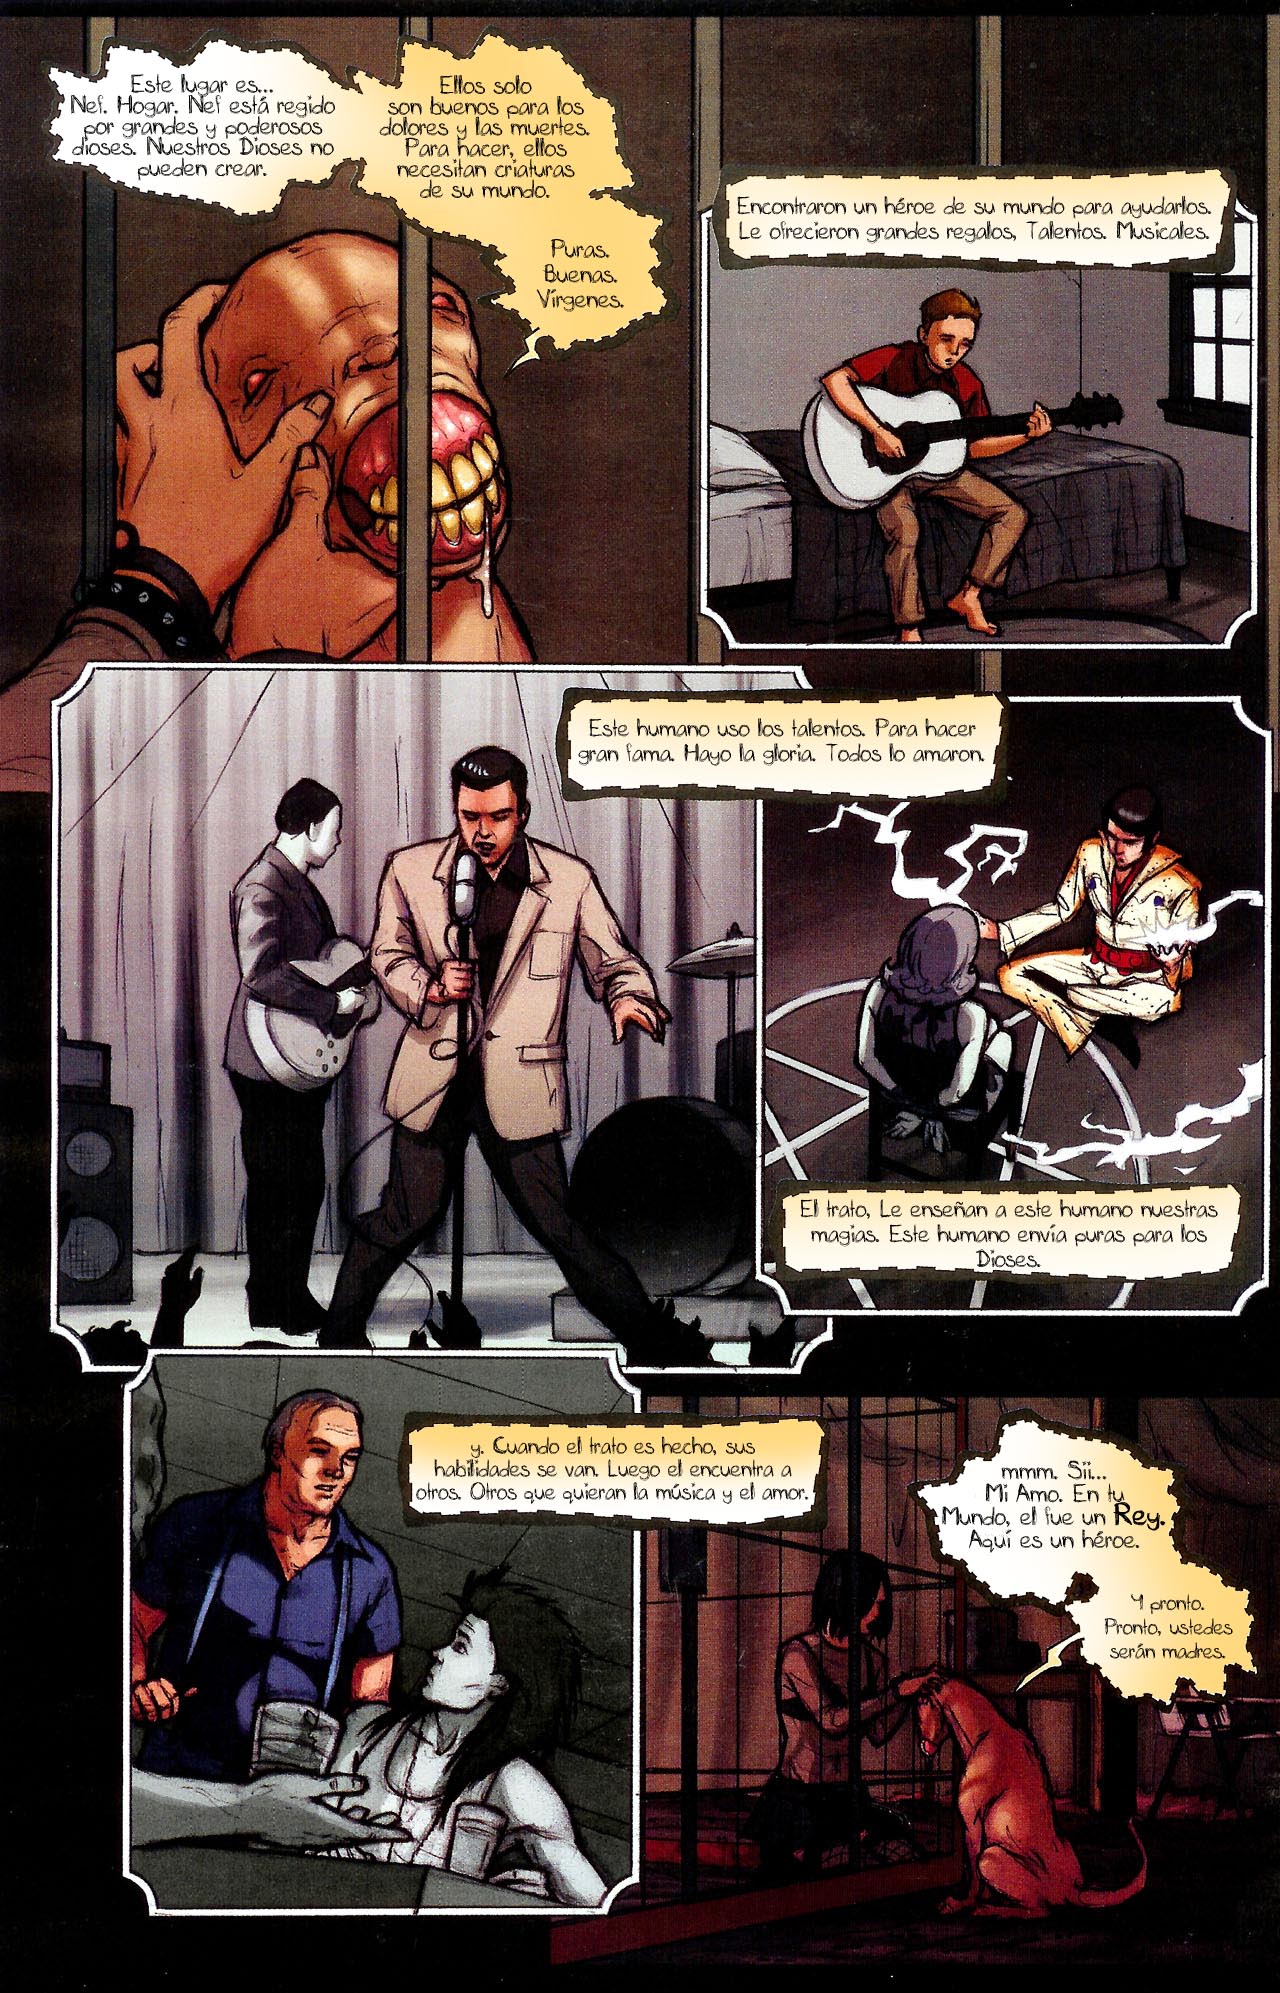 Este lugar es...
Nef. Hogar. Nef está regido
por grandes y poderosos
dioses. Nuestros Dioses no
pueden crear.
Ellos solo
son buenos para los
dolores y las muertes.
Para hacer, ellos
necesitan criaturas
de su mundo.
Puras.
Buenas.
Vírgenes.
Encontraron un héroe de su mundo para ayudarlos.
Le ofrecieron grandes regalos, Talentos. Musicales.
Este humano uso los talentos. Para hacer
gran fama. Hayo la gloria. Todos lo amaron.
El trato, Le enseñan a este humano nuestras
magias. Este humano envía puras para los
Dioses.
y. Cuando el trato es hecho, sus
habilidades se van. Luego el encuentra a
otros. Otros que quieran la música y el amor.
mmm. Sii...
Mi Amo. En tu
Mundo, el fue un Rey.
Aquí es un héroe.
Y pronto.
Pronto, ustedes
serán madres.